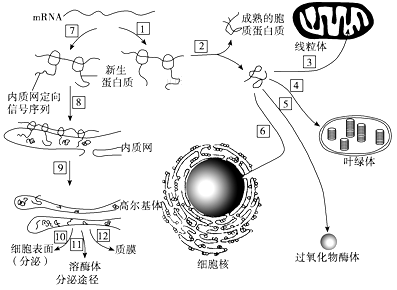 mRNA
7
1
2
成熟的胞
质蛋白质
线粒体
3
新生
蛋白质
内质网定向
信号序列
8
4
5
6
内质网
叶绿体
9
高尔基体
10
11
12
细胞表面
(分泌)
质膜
溶酶体
分泌途径
细胞核
过氧化物酶体